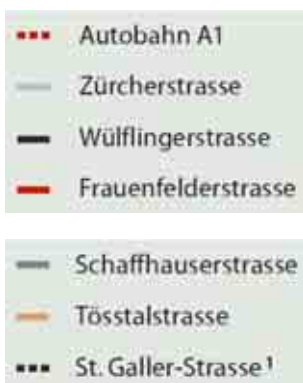 Autobahn A1
Zürcherstrasse
Wülflingerstrasse
Frauenfelderstrasse
Schaffhauserstrasse
Tösstalstrasse
St. Galler-Strasse¹